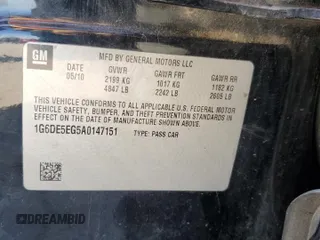 GM
MFD BY GENERAL MOTORS LLC
DATE GVWR GAWR FRT GAWR RR
05/10 2199 KG 1017 KG 1182 KG
4847 LB 2242 LB 2605 LB
THIS VEHICLE CONFORMS TO ALL APPLICABLE U.S. FEDERAL MOTOR
VEHICLE SAFETY, BUMPER, AND THEFT PREVENTION STANDARDS
IN EFFECT ON THE DATE OF MANUFACTURE SHOWN ABOVE.
1G6DE5EG5A0147151 TYPE: PASS CAR
DREAMBID